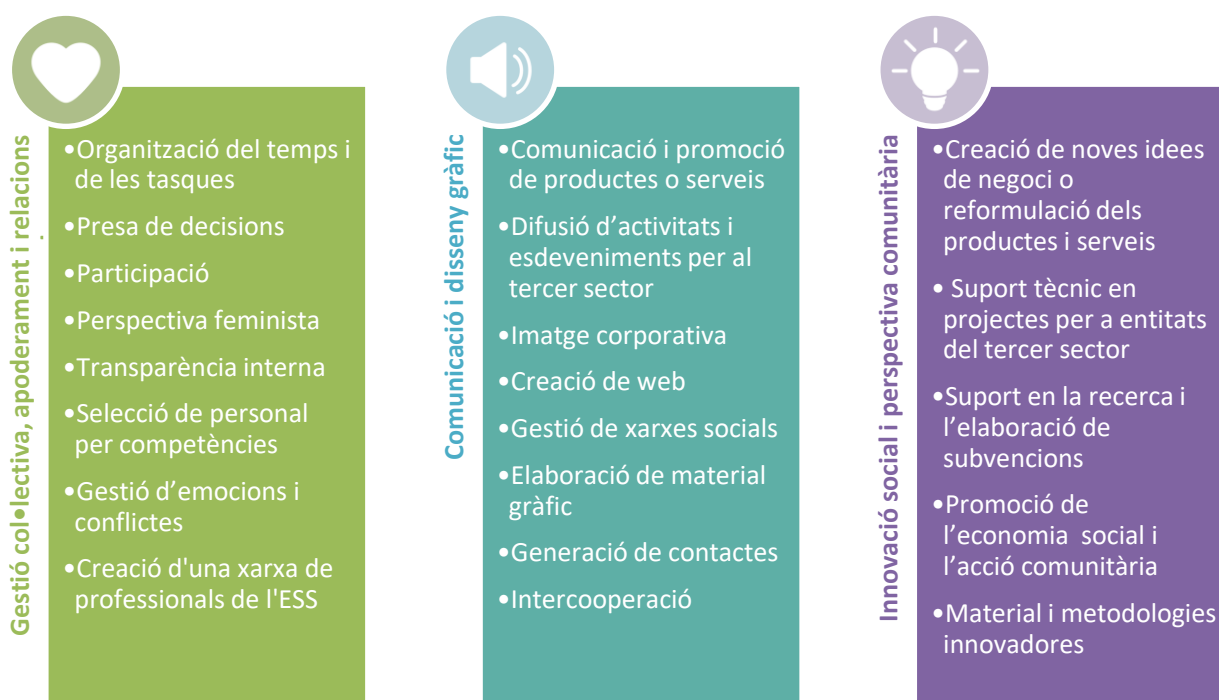 Gestió col•lectiva, apoderament i relacions
•Organització del temps i
de les tasques
•Presa de decisions
•Participació
•Perspectiva feminista
•Transparència interna
•Selecció de personal
per competències
•Gestió d'emocions i
conflictes
•Creació d'una xarxa de
professionals de l'ESS
Comunicació i disseny gràfic
•Comunicació i promoció
de productes o serveis
•Difusió d'activitats i
esdeveniments per al
tercer sector
•Imatge corporativa
•Creació de web
•Gestió de xarxes socials
•Elaboració de material
gràfic
•Generació de contactes
•Intercooperació
Innovació social i perspectiva comunitària
•Creació de noves idees
de negoci o
reformulació dels
productes i serveis
• Suport tècnic en
projectes per a entitats
del tercer sector
•Suport en la recerca i
l'elaboració de
subvencions
•Promoció de
l'economia  social i
l'acció comunitària
•Material i metodologies
innovadores